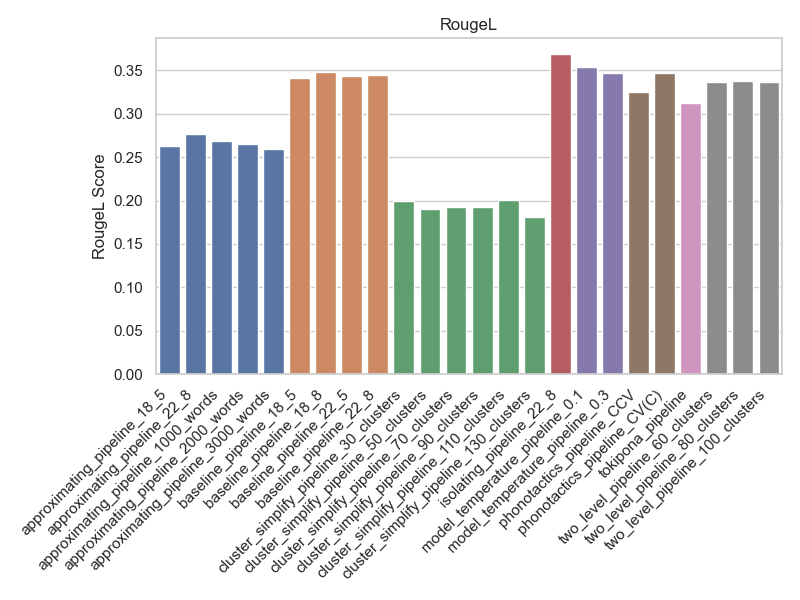 RougeL
RougeL Score
0.35
0.30
0.25
0.20
0.15
0.10
0.05
0.00
approximating_pipeline_18_5
approximating_pipeline_22_8
approximating_pipeline_1000_words
approximating_pipeline_2000_words
approximating_pipeline_3000_words
baseline_pipeline_18_5
baseline_pipeline_18_8
baseline_pipeline_22_5
baseline_pipeline_22_8
cluster_simplify_pipeline_30_clusters
cluster_simplify_pipeline_50_clusters
cluster_simplify_pipeline_70_clusters
cluster_simplify_pipeline_90_clusters
cluster_simplify_pipeline_110_clusters
cluster_simplify_pipeline_130_clusters
isolating_pipeline_22_8
model_temperature_pipeline_0.1
model_temperature_pipeline_0.3
phonotactics_pipeline_CCV
phonotactics_pipeline_CV(C)
tokipona_pipeline
two_level_pipeline_60_clusters
two_level_pipeline_80_clusters
two_level_pipeline_100_clusters